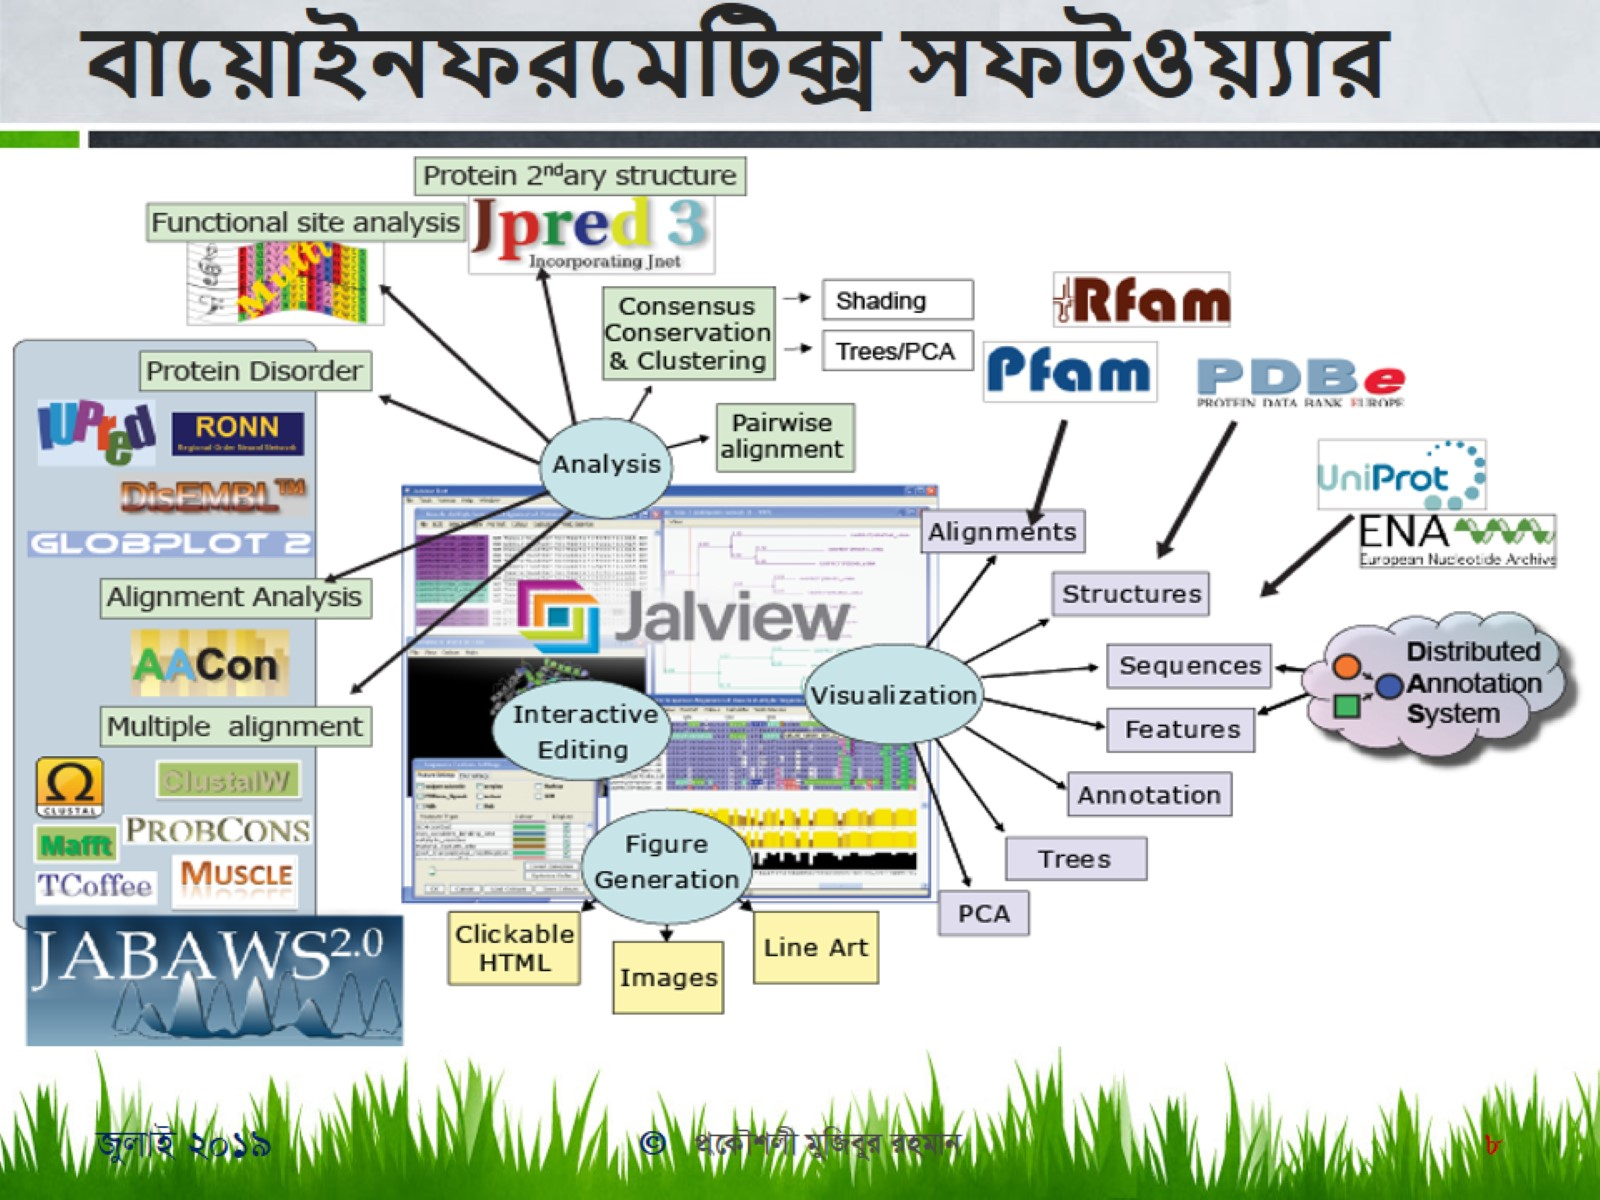 বায়োইনফরমেটিক্স সফটওয়্যার
Protein 2ndary structure
Functional site analysis
Jpred 3
Incorporating Jnet
Multi
Consensus
Conservation
& Clustering
Shading
Trees/PCA
Rfam
Pfam
PDBe
PROTEIN DATA BANK EUROPE
Protein Disorder
IUPred
RONN
DisEMBL™
GLOBPLOT 2
Pairwise
alignment
Analysis
UniProt
ENA
European Nucleotide Archive
Alignments
Structures
Sequences
Features
Annotation
Trees
PCA
Distributed
Annotation
System
Alignment Analysis
AACon
Multiple alignment
CLUSTAL
ClustalW
Mafft
PROBCONS
TCoffee
MUSCLE
JABAWS2.0
Jalview
Visualization
Interactive
Editing
Figure
Generation
Clickable
HTML
Images
Line Art
জুলাই ২০১৯
© প্রকৌশলী মুজিবুর রহমান
৮